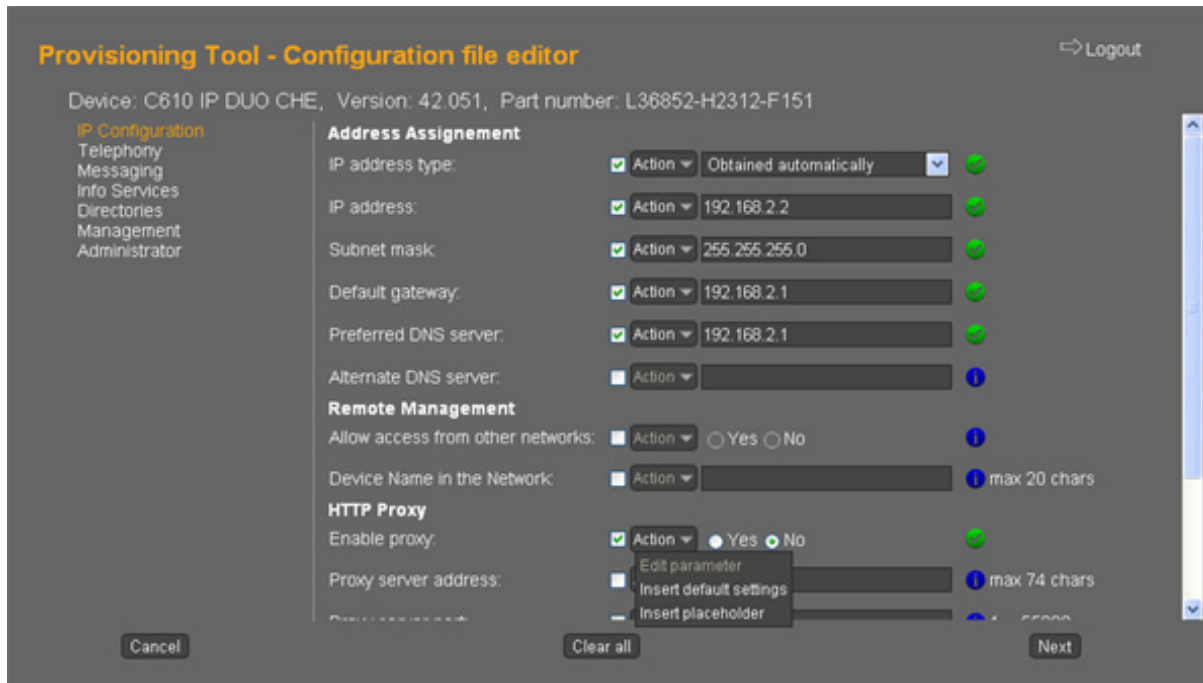 Provisioning Tool - Configuration file editor
Logout
Device: C610 IP DUO CHE, Version: 42.051, Part number: L36852-H2312-F151
IP Configuration
Telephony
Messaging
Info Services
Directories
Management
Administrator
Address Assignement
IP address type: Action Obtained automatically
IP address: Action 192.168.2.2
Subnet mask: Action 255.255.255.0
Default gateway: Action 192.168.2.1
Preferred DNS server: Action 192.168.2.1
Alternate DNS server: Action
Remote Management
Allow access from other networks: Action Yes No
Device Name in the Network: Action max 20 chars
HTTP Proxy
Enable proxy: Action Yes No
Edit parameter
Proxy server address: max 74 chars
Insert default settings
Insert placeholder
Cancel Clear all Next